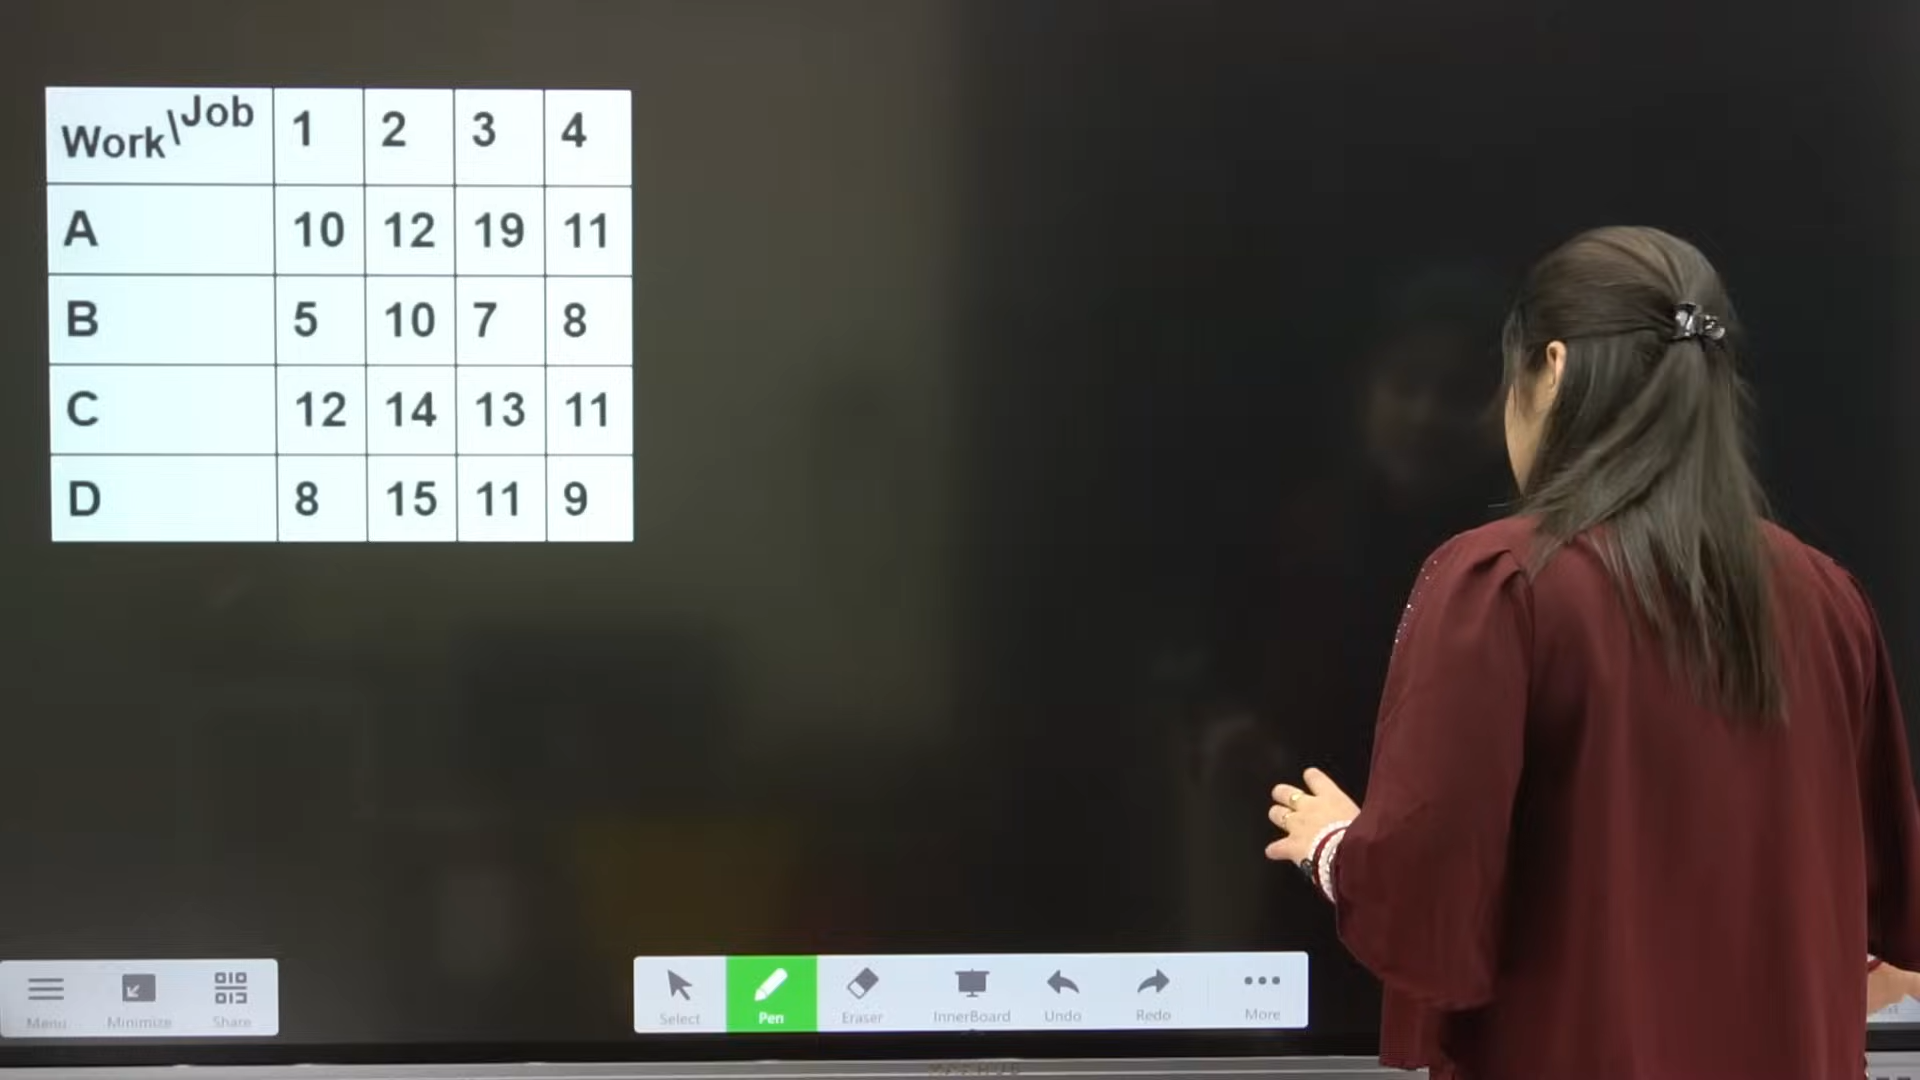 Work\Job 1 2 3 4
A 10 12 19 11
B 5 10 7 8
C 12 14 13 11
D 8 15 11 9
Menu Minimize Share Select Pen Eraser InnerBoard Undo Redo More